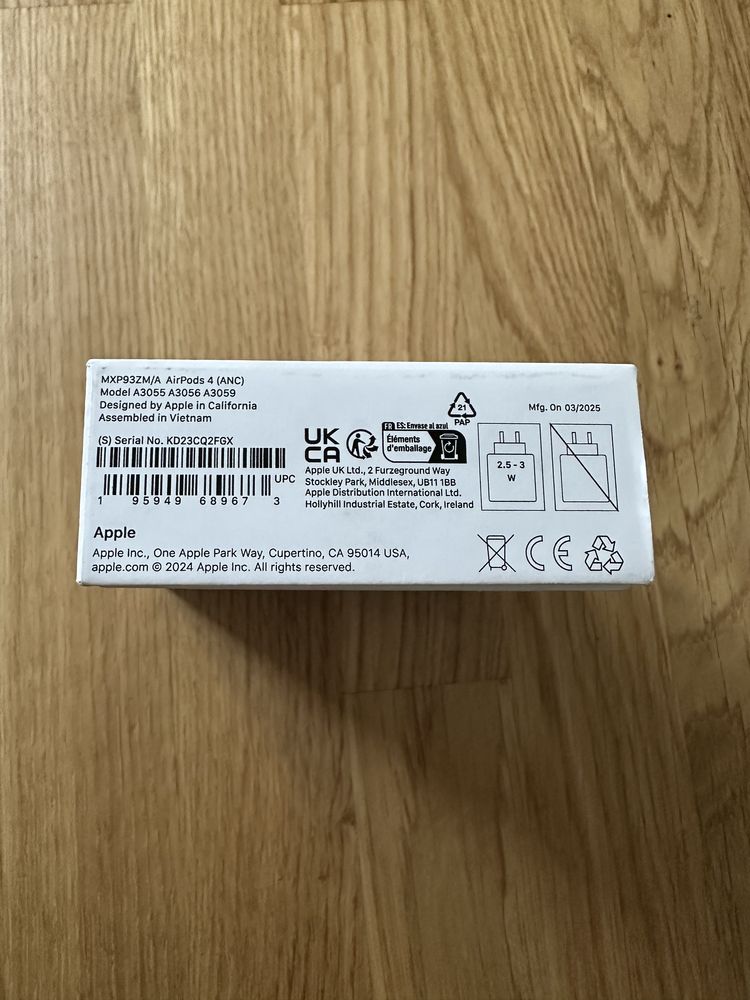 MXP93ZM/A AirPods 4 (ANC)
Model A3055 A3056 A3059
Designed by Apple in California
Assembled in Vietnam
(S) Serial No. KD23CQ2FGX
UPC
1 95949 68967 3
UK
CA
FR ES: Envase al azul
Éléments
d'emballage
21
PAP
Apple UK Ltd., 2 Furzeground Way
Stockley Park, Middlesex, UB11 1BB
Apple Distribution International Ltd.
Hollyhill Industrial Estate, Cork, Ireland
Mfg. On 03/2025
2.5 - 3
W
Apple
Apple Inc., One Apple Park Way, Cupertino, CA 95014 USA,
apple.com © 2024 Apple Inc. All rights reserved.
CE